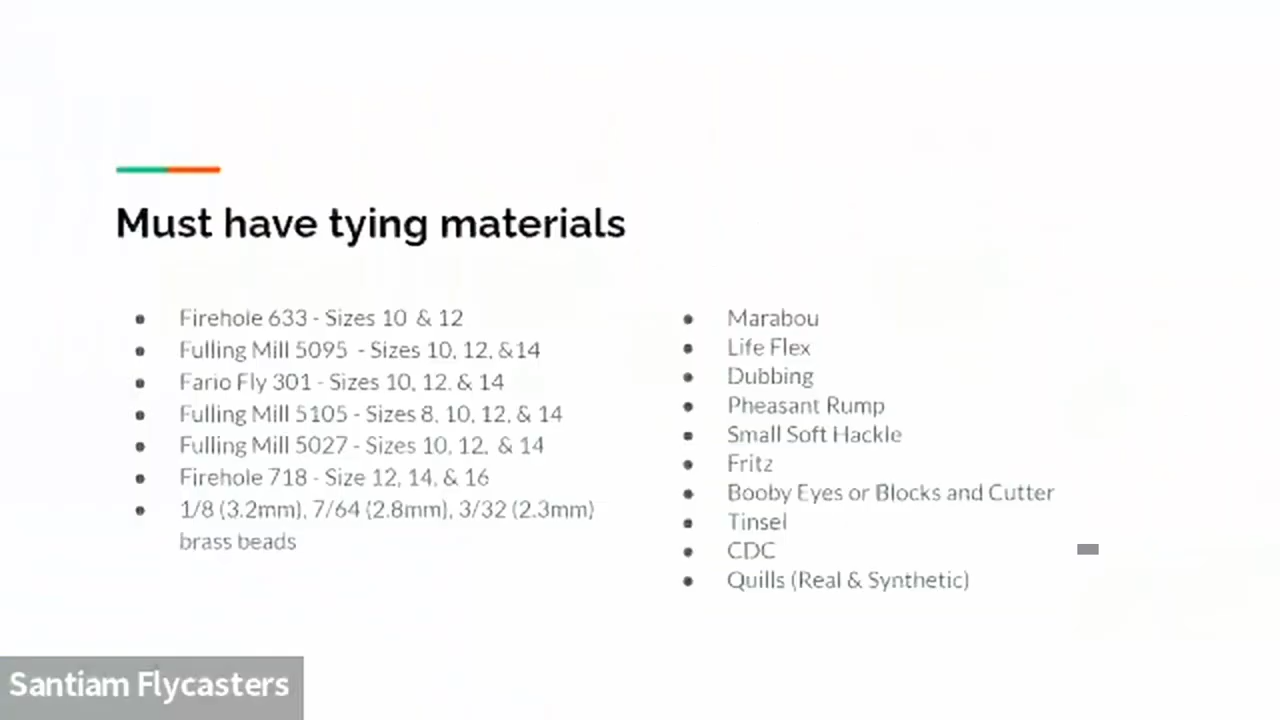 Must have tying materials
Firehole 633 - Sizes 10 & 12
Fulling Mill 5095 - Sizes 10, 12, &14
Fario Fly 301 - Sizes 10, 12, & 14
Fulling Mill 5105 - Sizes 8, 10, 12, & 14
Fulling Mill 5027 - Sizes 10, 12, & 14
Firehole 718 - Size 12, 14, & 16
1/8 (3.2mm), 7/64 (2.8mm), 3/32 (2.3mm)
brass beads
Marabou
Life Flex
Dubbing
Pheasant Rump
Small Soft Hackle
Fritz
Booby Eyes or Blocks and Cutter
Tinsel
CDC
Quills (Real & Synthetic)
Santiam Flycasters